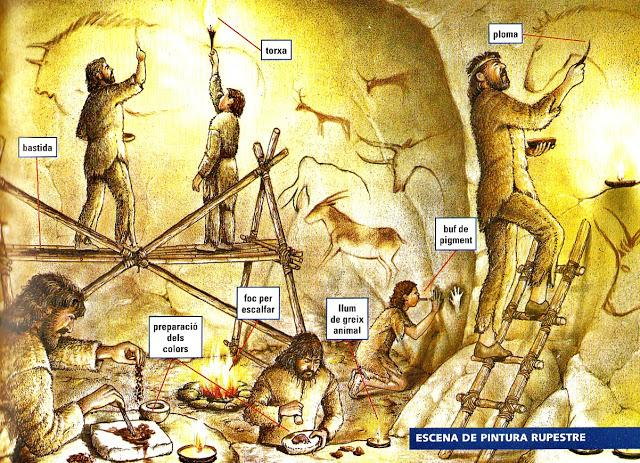 torxa
ploma
bastida
buf de
pigment
foc per
escalfar
llum
de greix
animal
preparació
dels
colors
ESCENA DE PINTURA RUPESTRE